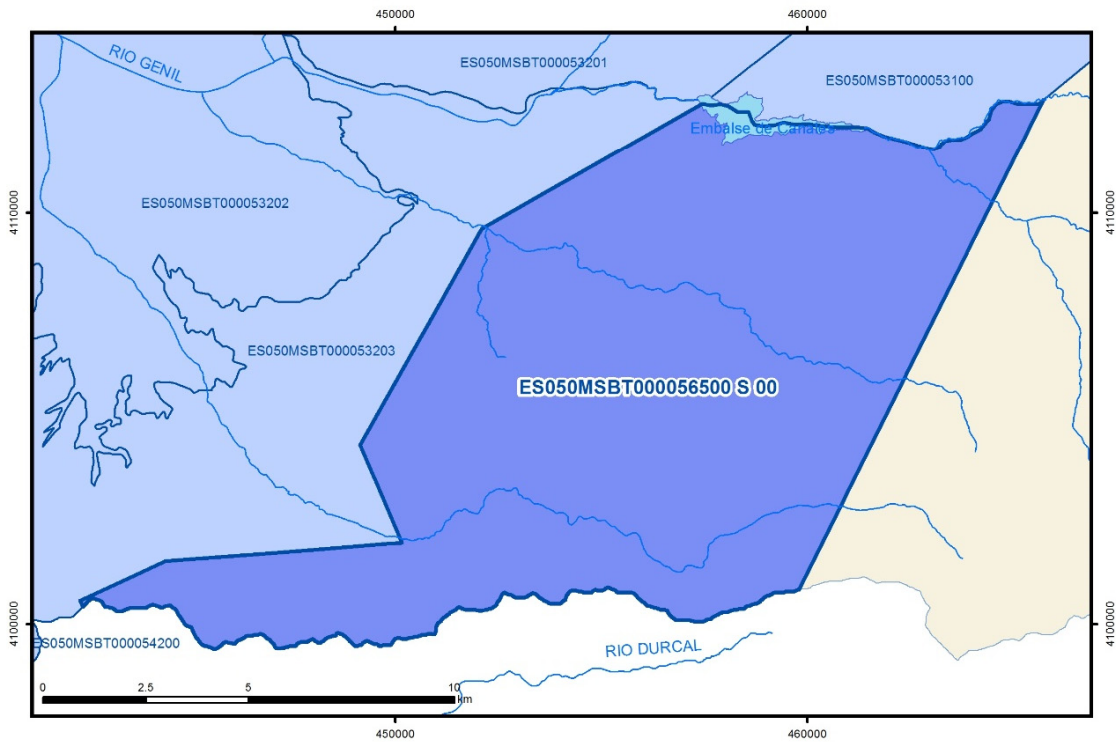 450000
460000
RIO GENIL
ES050MSBT000053201
ES050MSBT000053100
Embalse de Canales
4110000
4110000
ES050MSBT000053202
ES050MSBT000053203
ES050MSBT000056500 S 00
4100000
4100000
ES050MSBT000054200
RIO DURCAL
0
2.5
5
10
km
450000
460000